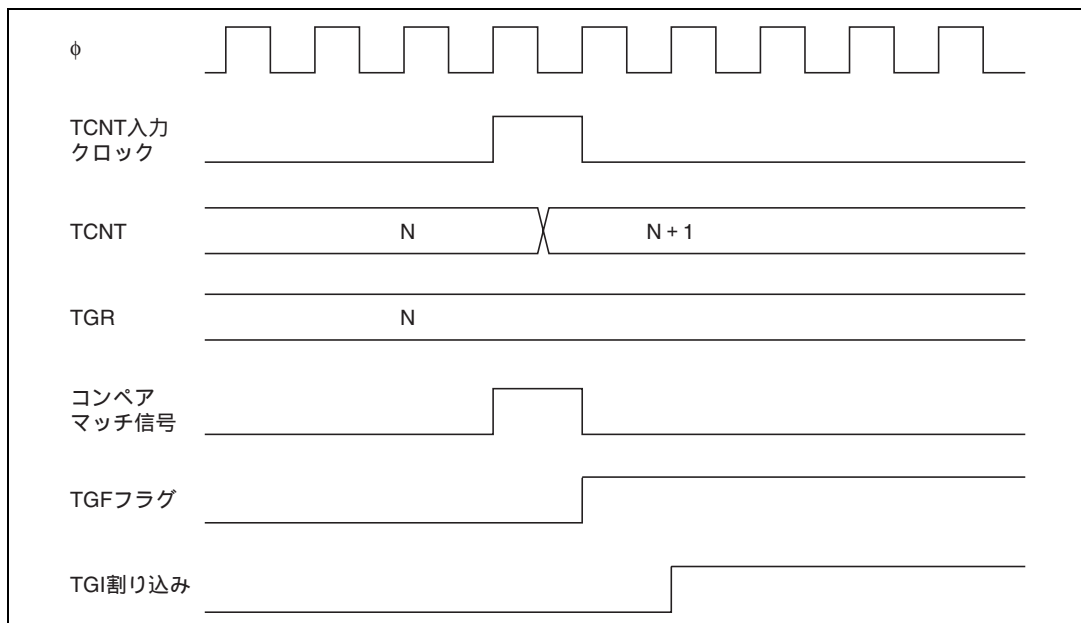 φ
TCNT入力
クロック
TCNT
N
N + 1
TGR
N
コンペア
マッチ信号
TGFフラグ
TGI割り込み